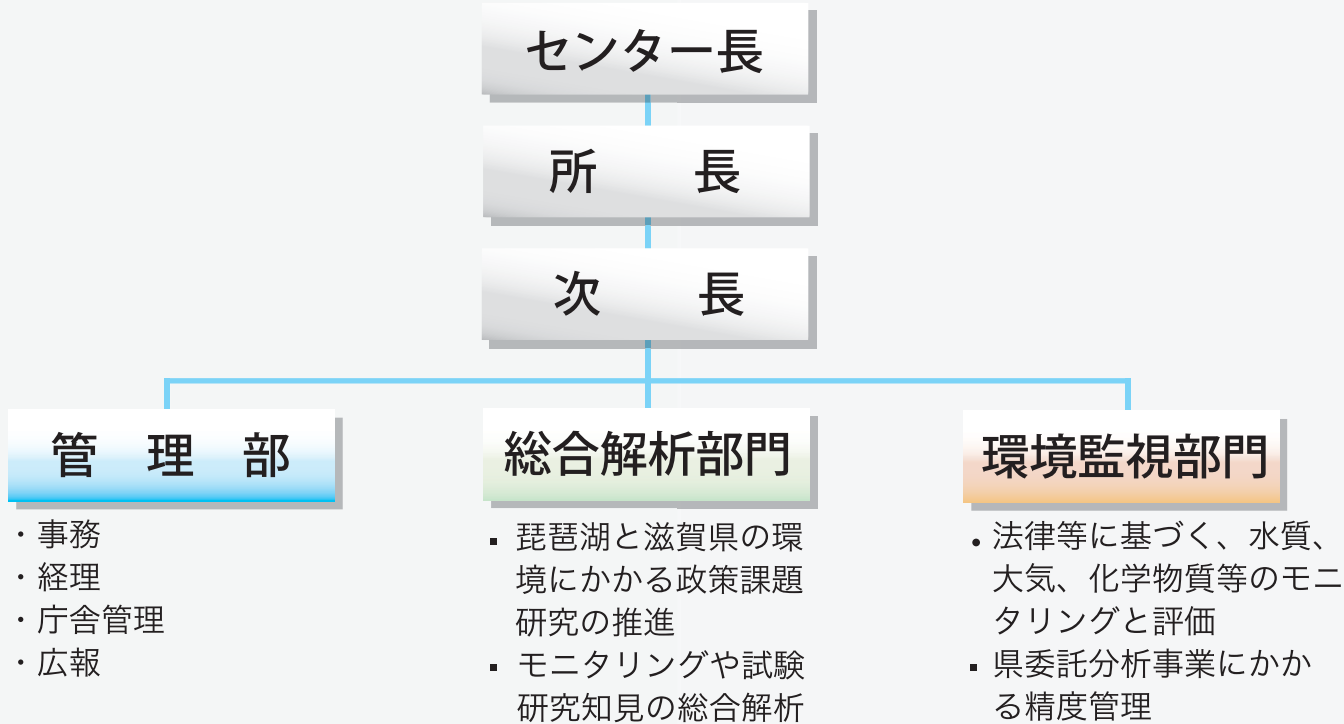 センター長
所　　長
次　　長
管　理　部
・事務
・経理
・庁舎管理
・広報
総合解析部門
▪ 琵琶湖と滋賀県の環
境にかかる政策課題
研究の推進
▪ モニタリングや試験
研究知見の総合解析
環境監視部門
• 法律等に基づく、水質、
大気、化学物質等のモニ
タリングと評価
▪ 県委託分析事業にかか
る精度管理